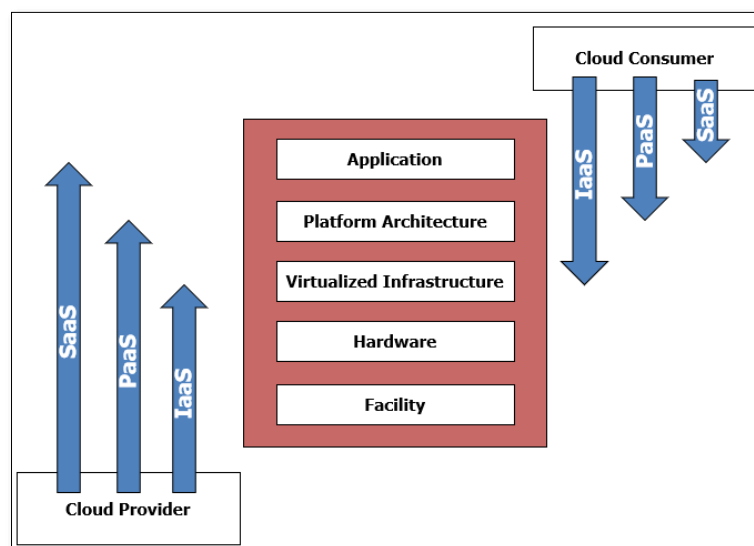 Cloud Consumer
IaaS
PaaS
SaaS
Application
Platform Architecture
Virtualized Infrastructure
Hardware
Facility
SaaS
PaaS
IaaS
Cloud Provider